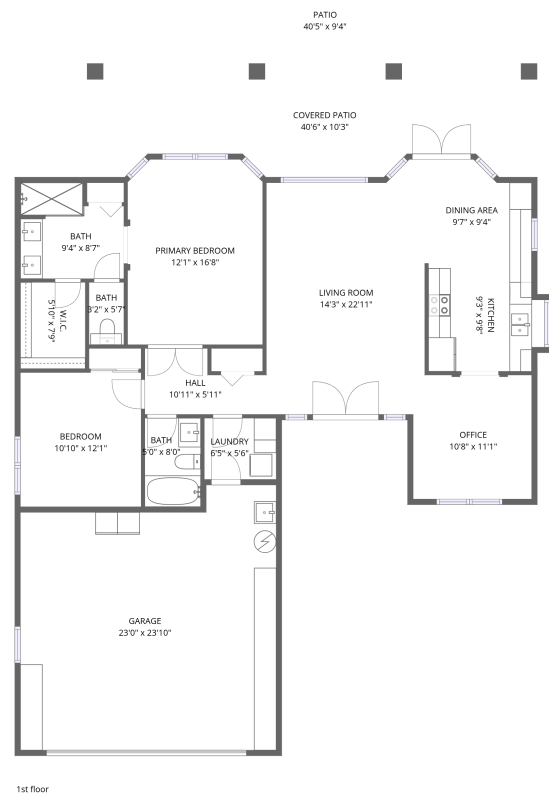 PATIO
40'5" x 9'4"
COVERED PATIO
40'6" x 10'3"
DINING AREA
9'7" x 9'4"
BATH
9'4" x 8'7"
PRIMARY BEDROOM
12'1" x 16'8"
LIVING ROOM
14'3" x 22'11"
KITCHEN
9'3" x 9'8"
W.I.C.
5'10" x 7'9"
BATH
3'2" x 5'7"
HALL
10'11" x 5'11"
BEDROOM
10'10" x 12'1"
BATH
5'0" x 8'0"
LAUNDRY
6'5" x 5'6"
OFFICE
10'8" x 11'1"
GARAGE
23'0" x 23'10"
1st floor